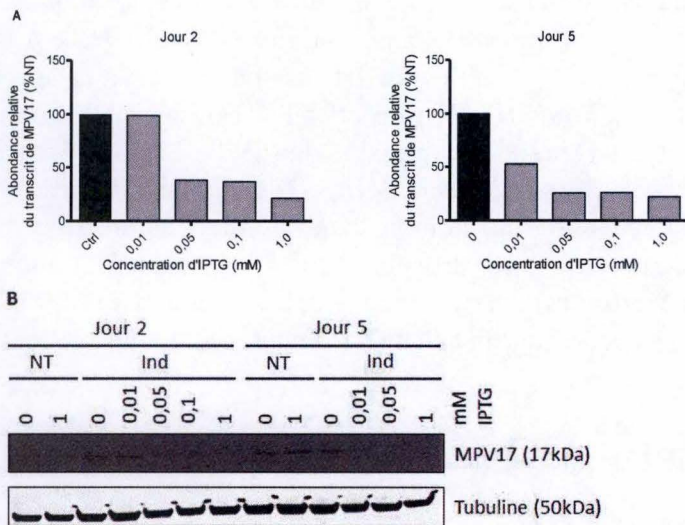 A
Jour 2
Abondance relative
du transcrit de MPV17 (%NT)
150
100
50
0
Ctrl 0,01 0,05 0,1 1,0
Concentration d'IPTG (mM)
Jour 5
Abondance relative
du transcrit de MPV17 (%NT)
150
100
50
0
0 0,01 0,05 0,1 1,0
Concentration d'IPTG (mM)
B
Jour 2 Jour 5
NT Ind NT Ind
0 1 0 0,01 0,05 0,1 1 0 1 0 0,01 0,05 1 mM
IPTG
MPV17 (17kDa)
Tubuline (50kDa)